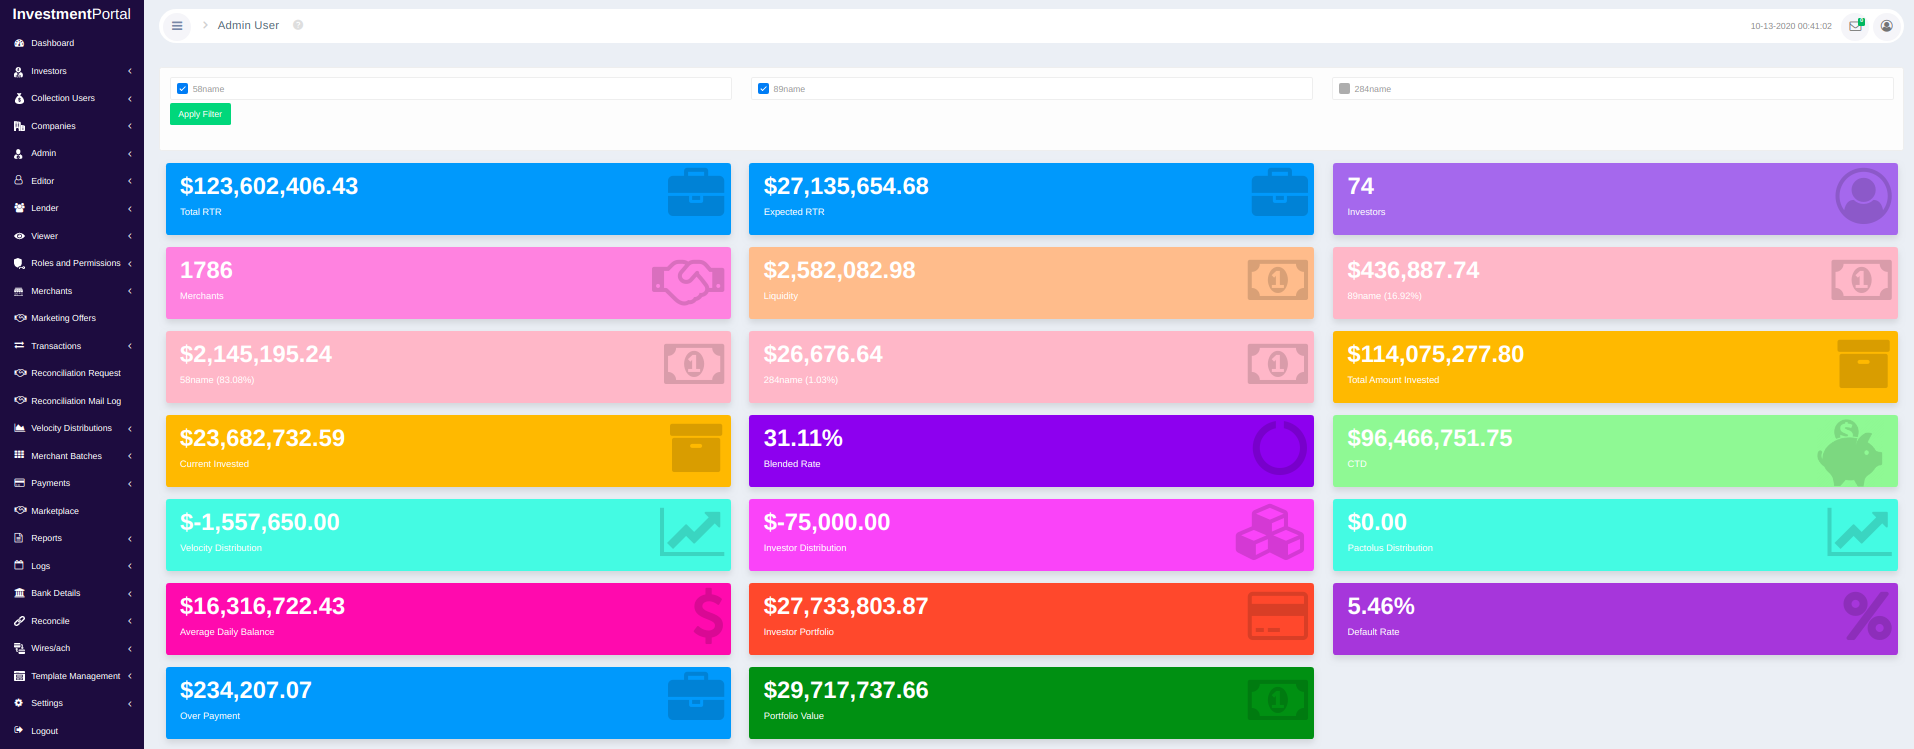 InvestmentPortal
Dashboard
Investors
Collection Users
Companies
Admin
Editor
Lender
Viewer
Roles and Permissions
Merchants
Marketing Offers
Transactions
Reconciliation Request
Reconciliation Mail Log
Velocity Distributions
Merchant Batches
Payments
Marketplace
Reports
Logs
Bank Details
Reconcile
Wires/ach
Template Management
Settings
Logout
Admin User
10-13-2020 00:41:02
58name
89name
284name
Apply Filter
$123,602,406.43
Total RTR
$27,135,654.68
Expected RTR
74
Investors
1786
Merchants
$2,582,082.98
Liquidity
$436,887.74
89name (16.92%)
$2,145,195.24
58name (83.08%)
$26,676.64
284name (1.03%)
$114,075,277.80
Total Amount Invested
$23,682,732.59
Current Invested
31.11%
Blended Rate
$96,466,751.75
CTD
$-1,557,650.00
Velocity Distribution
$-75,000.00
Investor Distribution
$0.00
Pactolus Distribution
$16,316,722.43
Average Daily Balance
$27,733,803.87
Investor Portfolio
5.46%
Default Rate
$234,207.07
Over Payment
$29,717,737.66
Portfolio Value